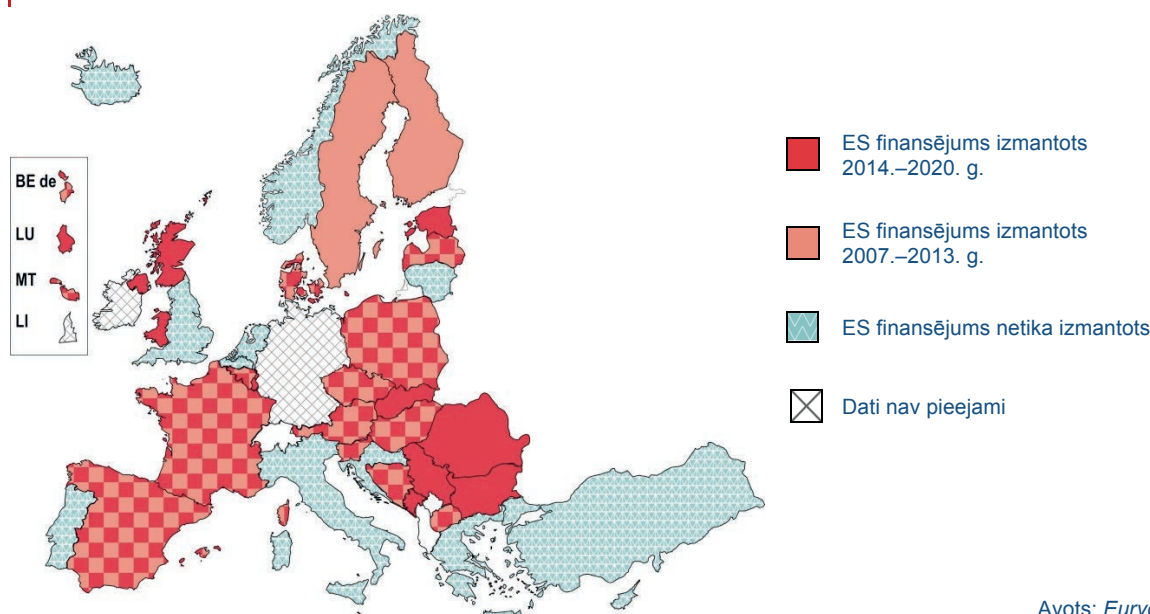 BE de
LU
MT
LI
ES finansējums izmantots
2014.–2020. g.
ES finansējums izmantots
2007.–2013. g.
ES finansējums netika izmantots
Dati nav pieejami
Avots: